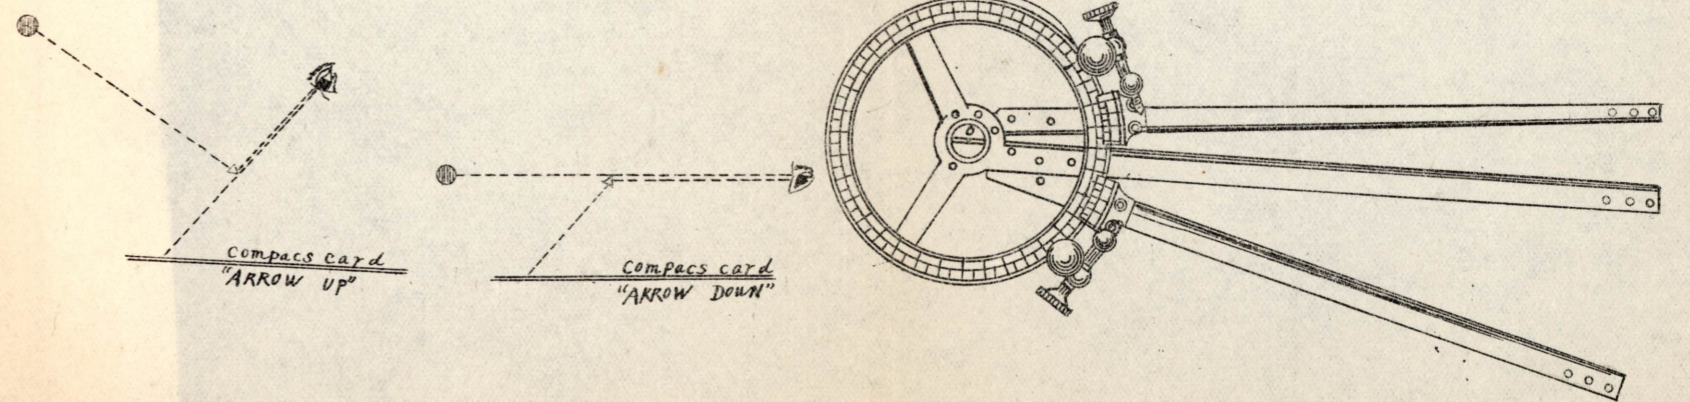 Compacs card
"ARROW UP"
Compacs card
"ARROW DOWN"